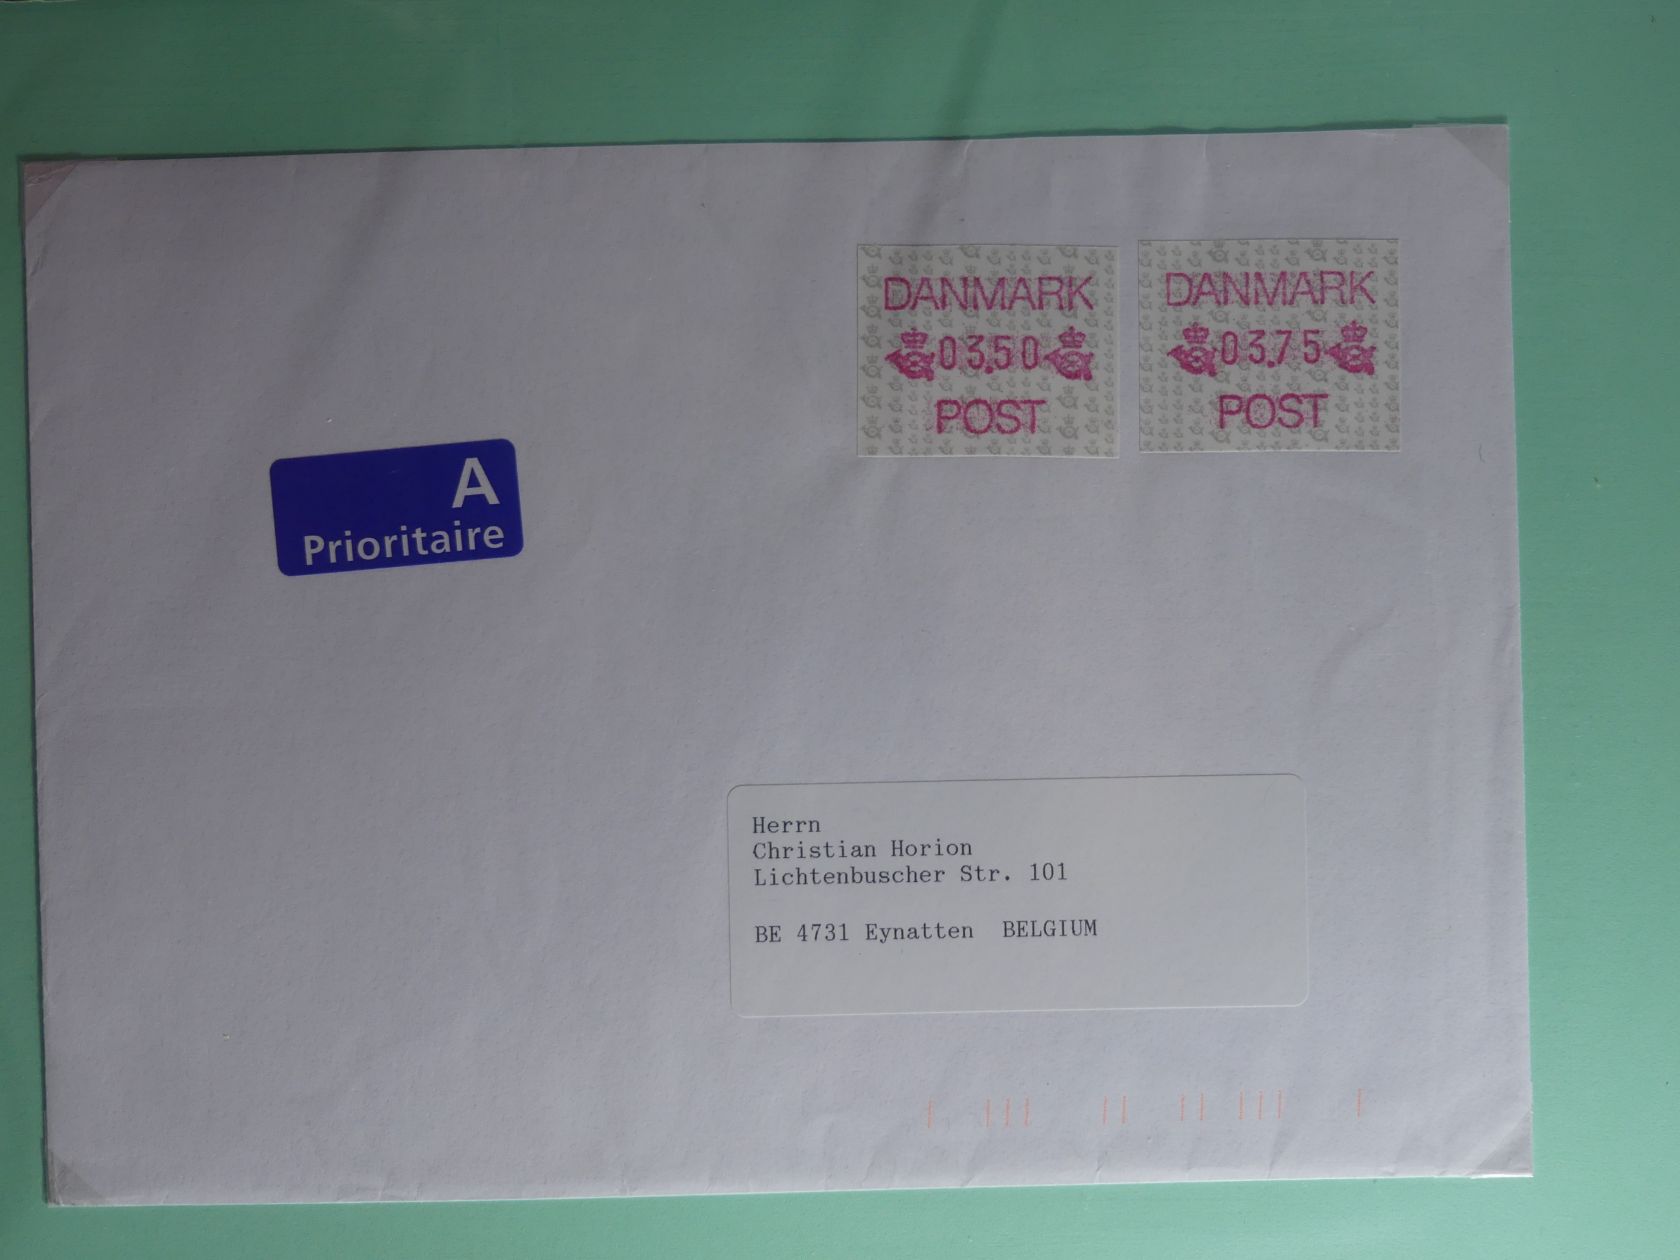 DANMARK
03.50
POST
DANMARK
03.75
POST
A
Prioritaire
Herrn
Christian Horion
Lichtenbuscher Str. 101
BE 4731 Eynatten  BELGIUM